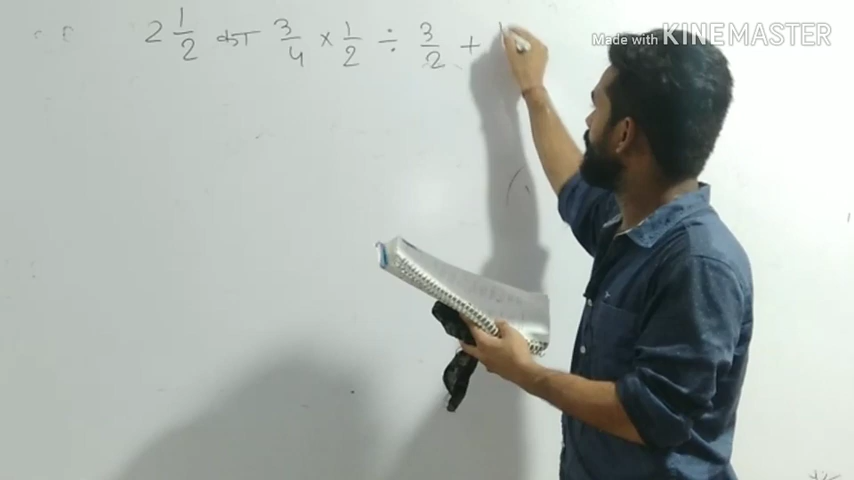 2 1/2 का 3/4 × 1/2 ÷ 3/2 +
Made with KINEMASTER